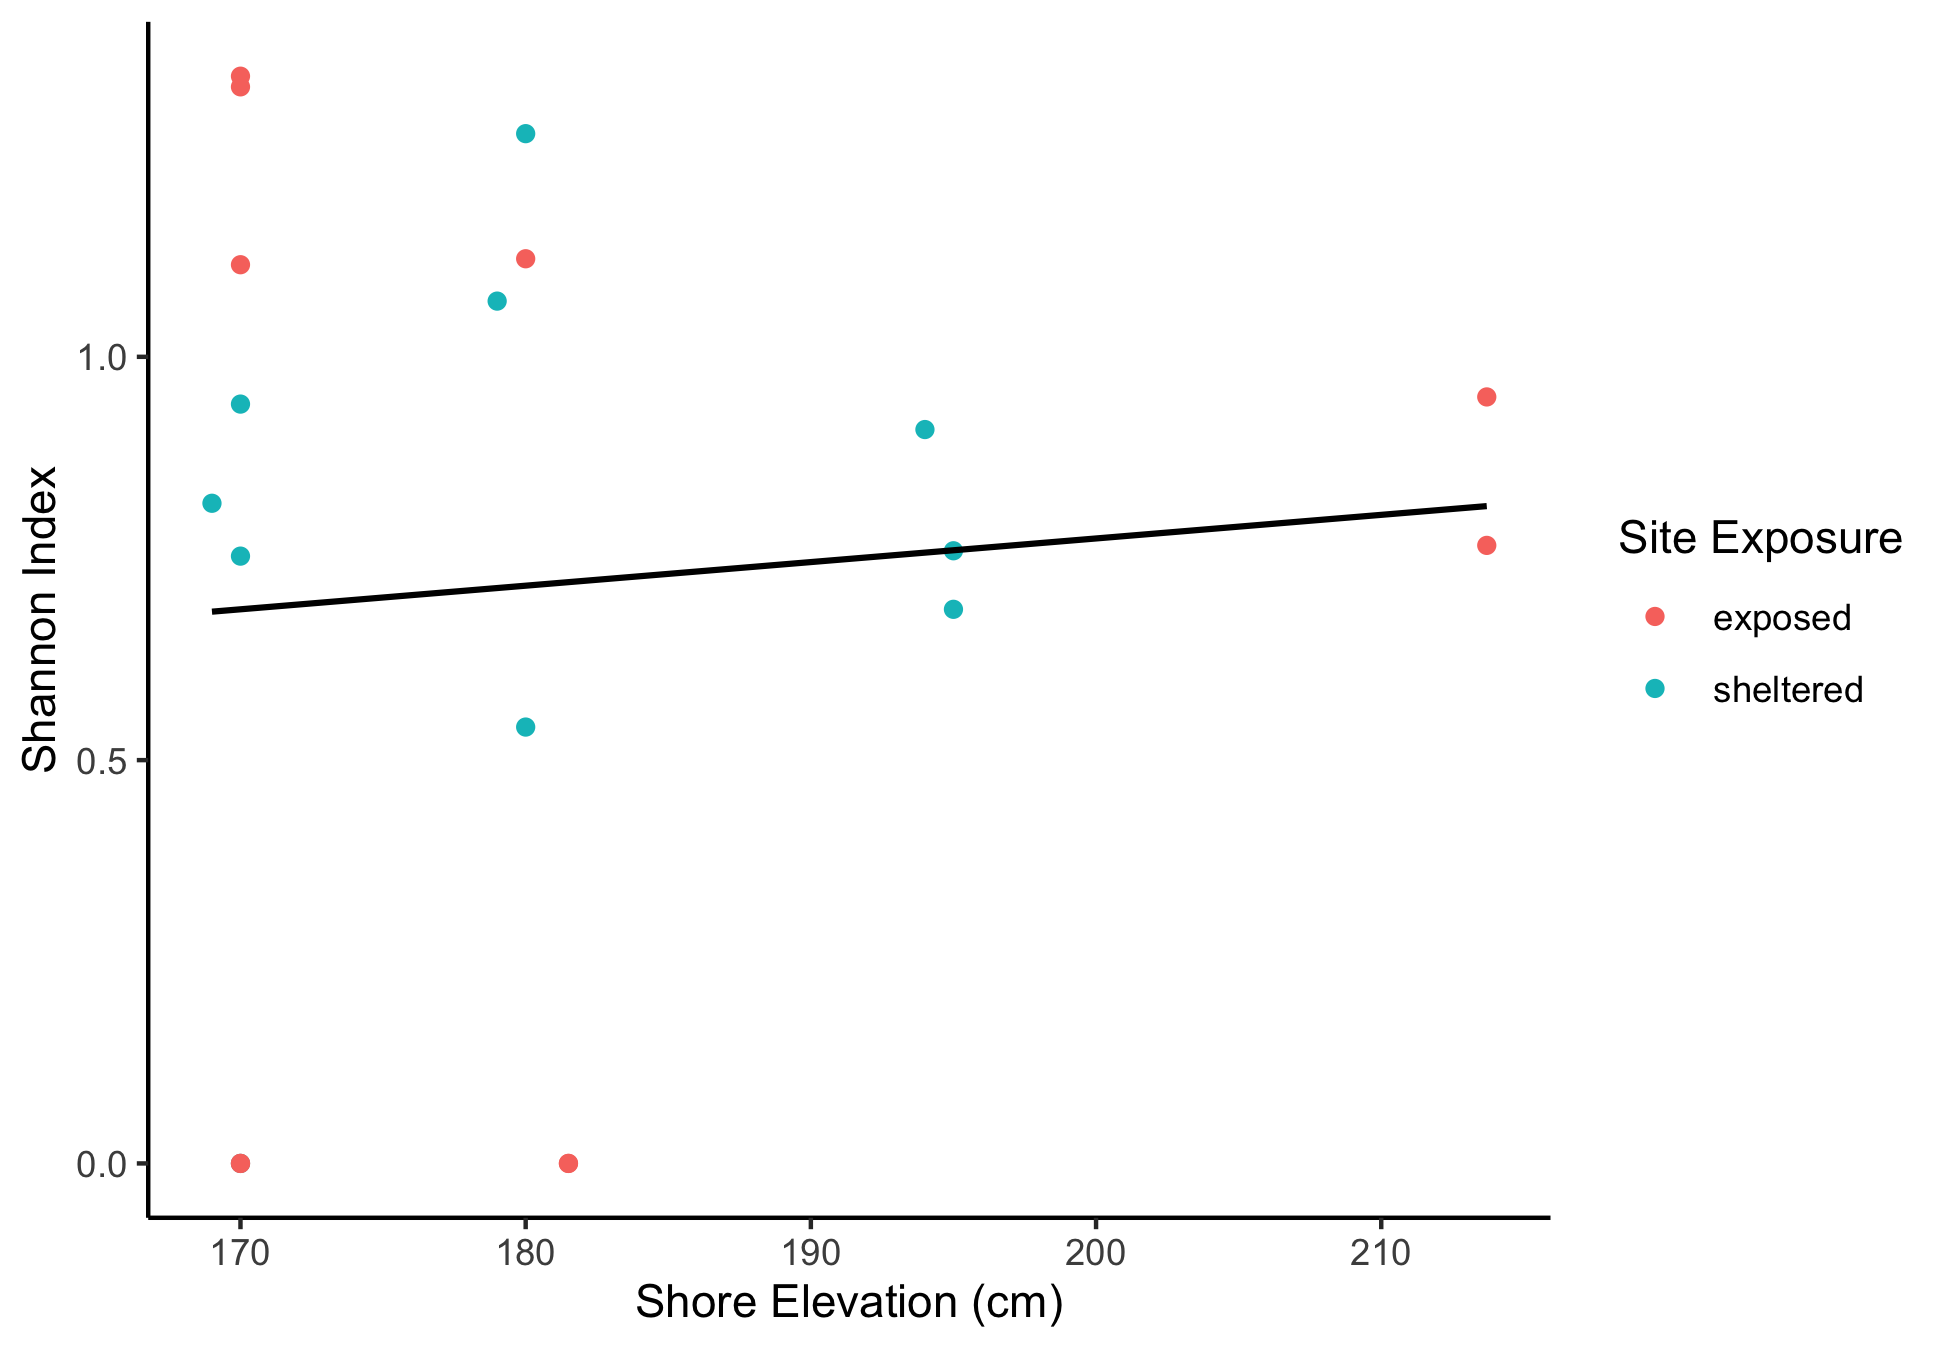 Shannon Index
1.0
0.5
0.0
170
180
190
200
210
Shore Elevation (cm)
Site Exposure
exposed
sheltered